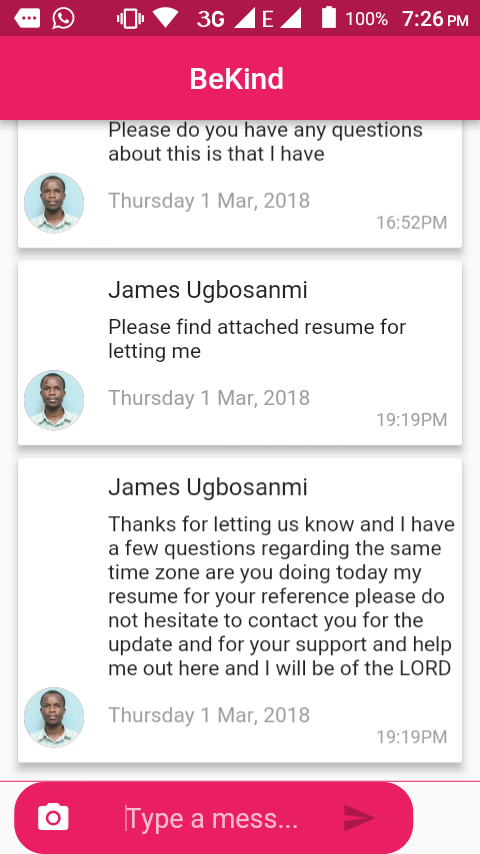 3G E 100% 7:26 PM
BeKind
Please do you have any questions
about this is that I have
Thursday 1 Mar, 2018
16:52PM
James Ugbosanmi
Please find attached resume for
letting me
Thursday 1 Mar, 2018
19:19PM
James Ugbosanmi
Thanks for letting us know and I have
a few questions regarding the same
time zone are you doing today my
resume for your reference please do
not hesitate to contact you for the
update and for your support and help
me out here and I will be of the LORD
Thursday 1 Mar, 2018
19:19PM
Type a mess...